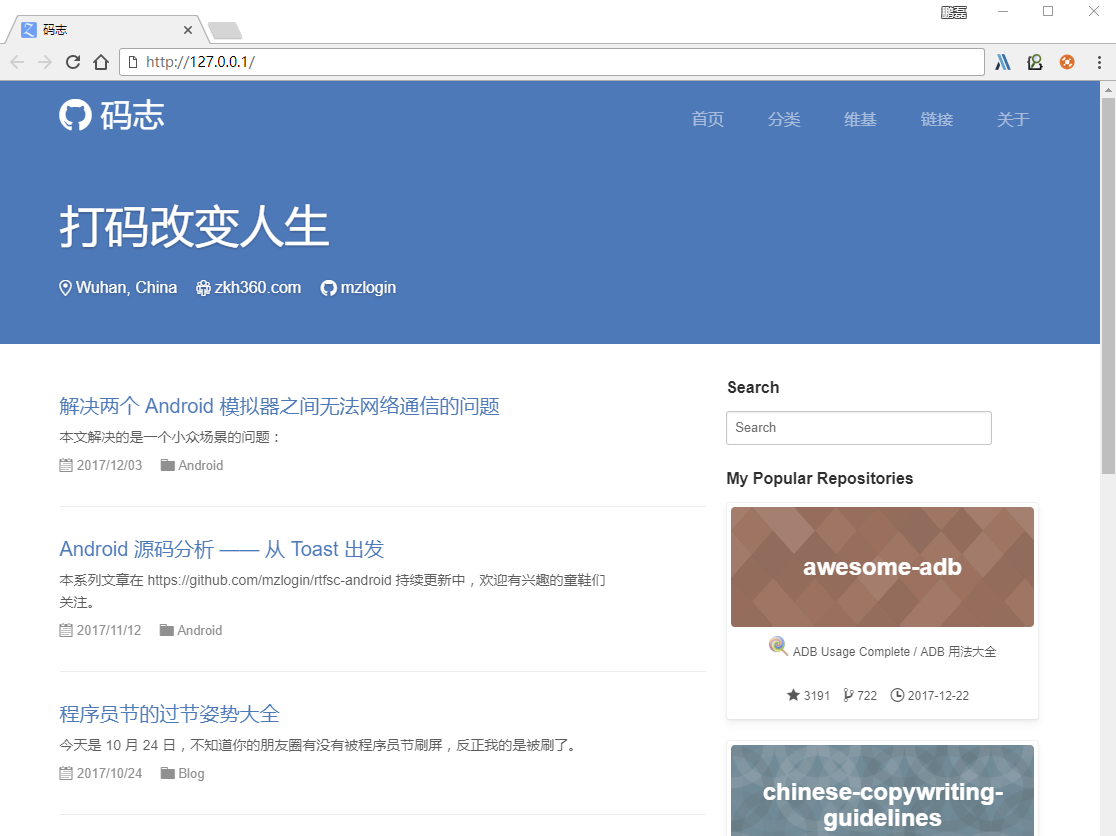 鹏磊
码志
http://127.0.0.1/
码志
首页 分类 维基 链接 关于
打码改变人生
Wuhan, China zkh360.com mzlogin
解决两个 Android 模拟器之间无法网络通信的问题
本文解决的是一个小众场景的问题：
2017/12/03 Android
Android 源码分析 —— 从 Toast 出发
本系列文章在 https://github.com/mzlogin/rtfsc-android 持续更新中，欢迎有兴趣的童鞋们
关注。
2017/11/12 Android
程序员节的过节姿势大全
今天是 10 月 24 日，不知道你的朋友圈有没有被程序员节刷屏，反正我的是被刷了。
2017/10/24 Blog
Search
Search
My Popular Repositories
awesome-adb
ADB Usage Complete / ADB 用法大全
3191 722 2017-12-22
chinese-copywriting-
guidelines